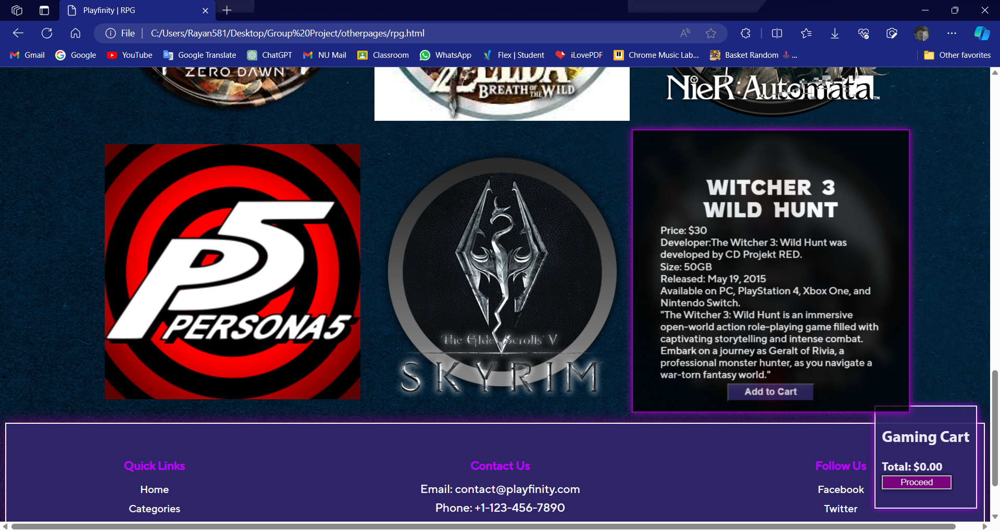 Playfinity | RPG
File
C:/Users/Rayan581/Desktop/Group%20Project/otherpages/rpg.html
Gmail
Google
YouTube
Google Translate
ChatGPT
NU Mail
Classroom
WhatsApp
Flex | Student
iLovePDF
Chrome Music Lab...
Basket Random 🕹️ ...
Other favorites
ZERO DAWN
ZELDA
BREATH OF THE WILD
NieR:Automata™
P5
PERSONA5
The Elder Scrolls V
SKYRIM
WITCHER 3
WILD HUNT
Price: $30
Developer:The Witcher 3: Wild Hunt was
developed by CD Projekt RED.
Size: 50GB
Released: May 19, 2015
Available on PC, PlayStation 4, Xbox One, and
Nintendo Switch.
"The Witcher 3: Wild Hunt is an immersive
open-world action role-playing game filled with
captivating storytelling and intense combat.
Embark on a journey as Geralt of Rivia, a
professional monster hunter, as you navigate a
war-torn fantasy world."
Add to Cart
Gaming Cart
Total: $0.00
Proceed
Quick Links
Home
Categories
Contact Us
Email: contact@playfinity.com
Phone: +1-123-456-7890
Follow Us
Facebook
Twitter